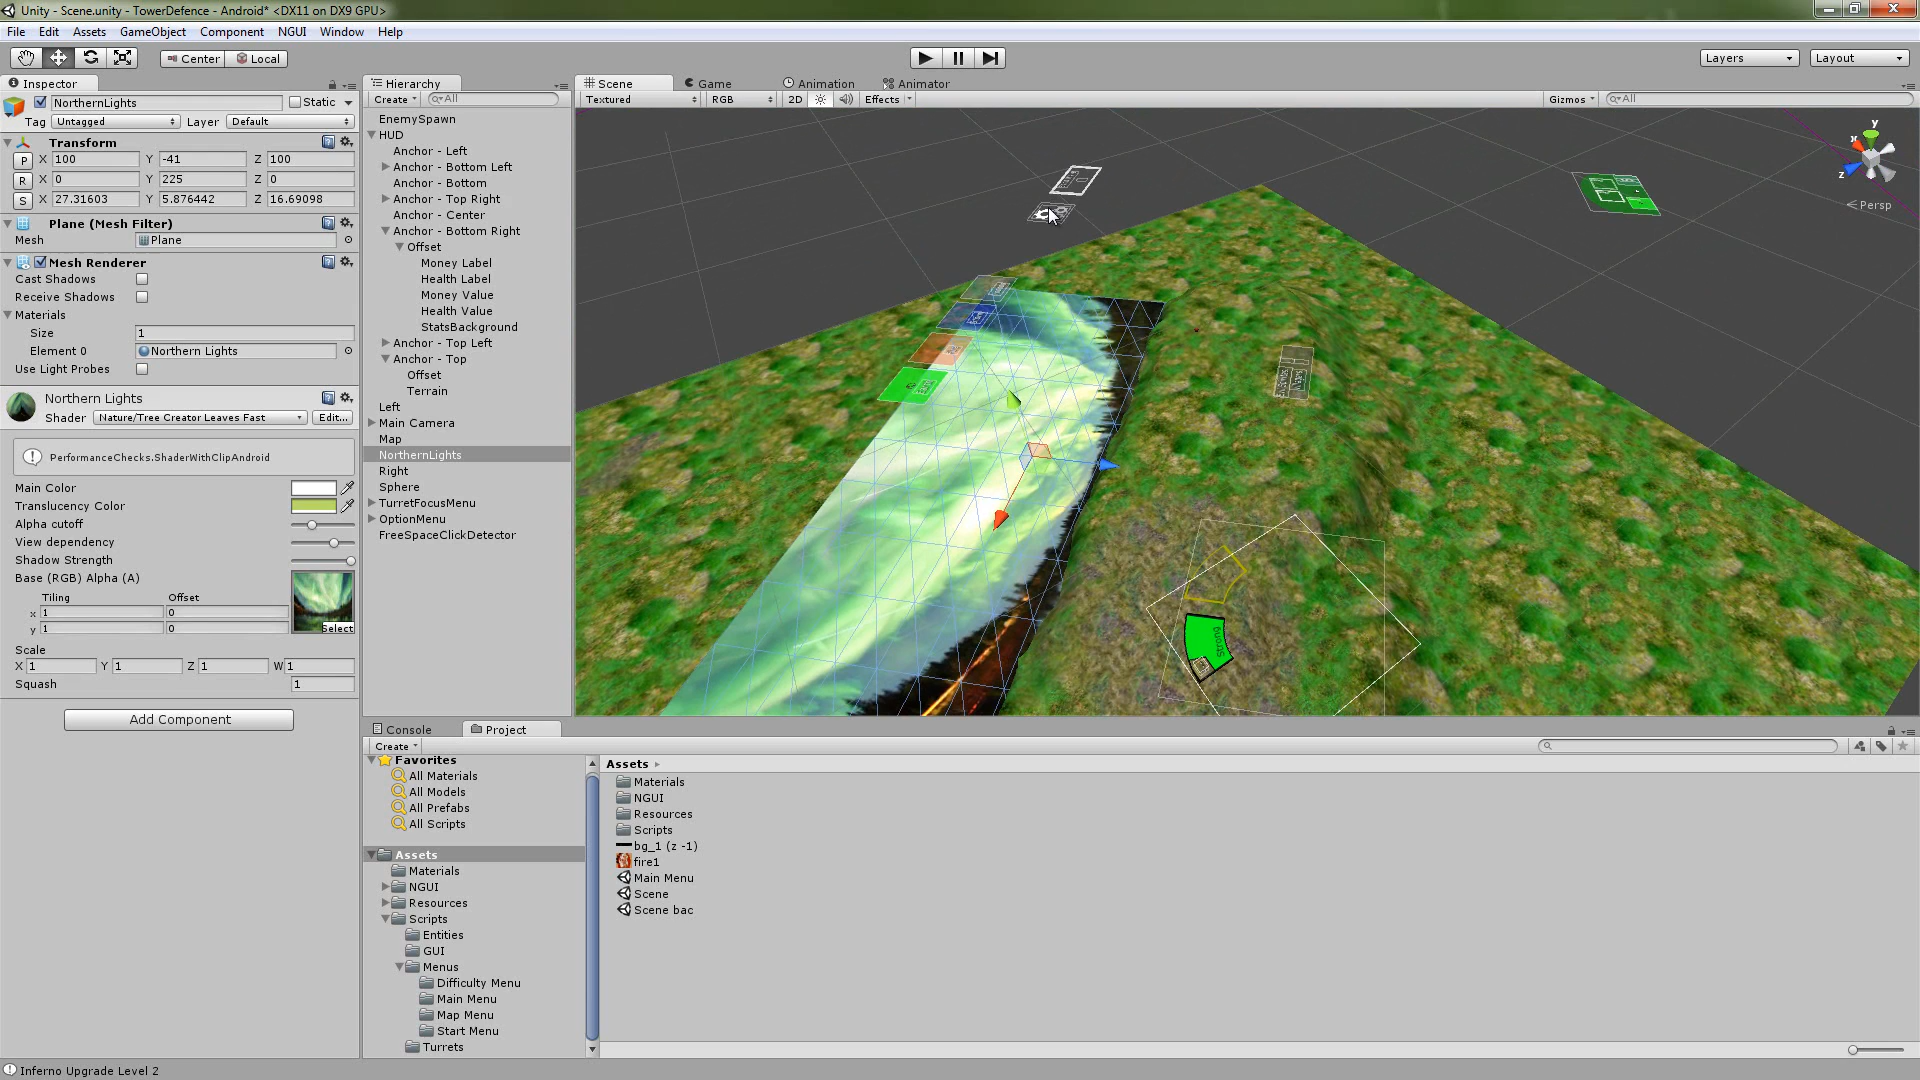 Unity - Scene.unity - TowerDefence - Android* <DX11 on DX9 GPU>
File Edit Assets GameObject Component NGUI Window Help
Center Local Layers Layout
Inspector
NorthernLights Static
Tag Untagged Layer Default
Transform
P X 100 Y -41 Z 100
R X 0 Y 225 Z 0
S X 27.31603 Y 5.876442 Z 16.69098
Plane (Mesh Filter)
Mesh Plane
Mesh Renderer
Cast Shadows
Receive Shadows
Materials
Size 1
Element 0 Northern Lights
Use Light Probes
Northern Lights
Shader Nature/Tree Creator Leaves Fast Edit...
PerformanceChecks.ShaderWithClipAndroid
Main Color
Translucency Color
Alpha cutoff
View dependency
Shadow Strength
Base (RGB) Alpha (A)
Tiling Offset
x 1 0
y 1 0
Select
Scale
X 1 Y 1 Z 1 W 1
Squash 1
Add Component
Hierarchy
Create All
EnemySpawn
HUD
Anchor - Left
Anchor - Bottom Left
Anchor - Bottom
Anchor - Top Right
Anchor - Center
Anchor - Bottom Right
Offset
Money Label
Health Label
Money Value
Health Value
StatsBackground
Anchor - Top Left
Anchor - Top
Offset
Terrain
Left
Main Camera
Map
NorthernLights
Right
Sphere
TurretFocusMenu
OptionMenu
FreeSpaceClickDetector
Scene Game Animation Animator
Textured RGB 2D Effects Gizmos All
y
x
z
Persp
Strong
Console Project
Create
Favorites
All Materials
All Models
All Prefabs
All Scripts
Assets
Materials
NGUI
Resources
Scripts
Entities
GUI
Menus
Difficulty Menu
Main Menu
Map Menu
Start Menu
Turrets
Assets
Materials
NGUI
Resources
Scripts
bg_1 (z -1)
fire1
Main Menu
Scene
Scene bac
Inferno Upgrade Level 2